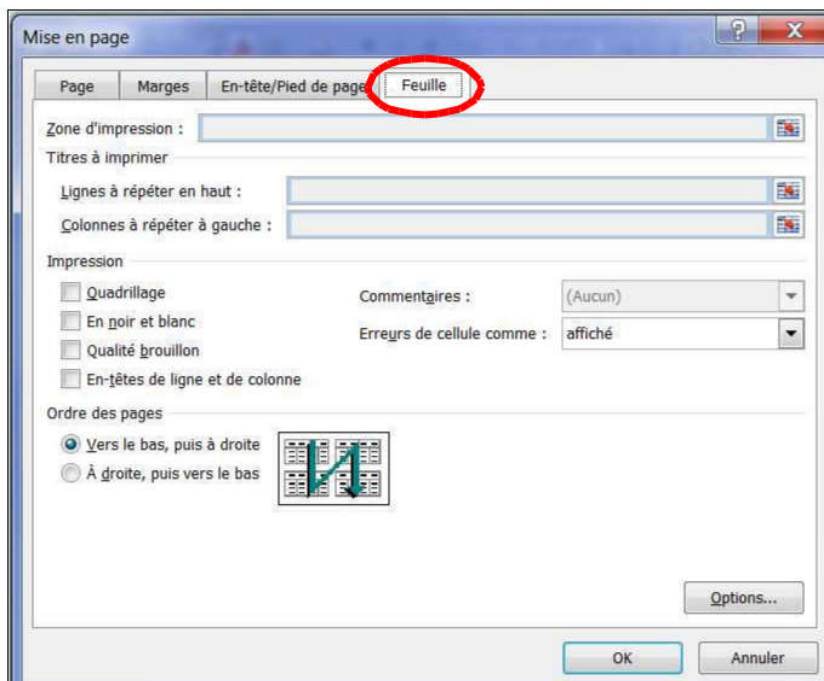 Mise en page
Page Marges En-tête/Pied de page Feuille
Zone d'impression :
Titres à imprimer
Lignes à répéter en haut :
Colonnes à répéter à gauche :
Impression
Quadrillage Commentaires : (Aucun)
En noir et blanc Erreurs de cellule comme : affiché
Qualité brouillon
En-têtes de ligne et de colonne
Ordre des pages
Vers le bas, puis à droite
À droite, puis vers le bas
Options...
OK Annuler